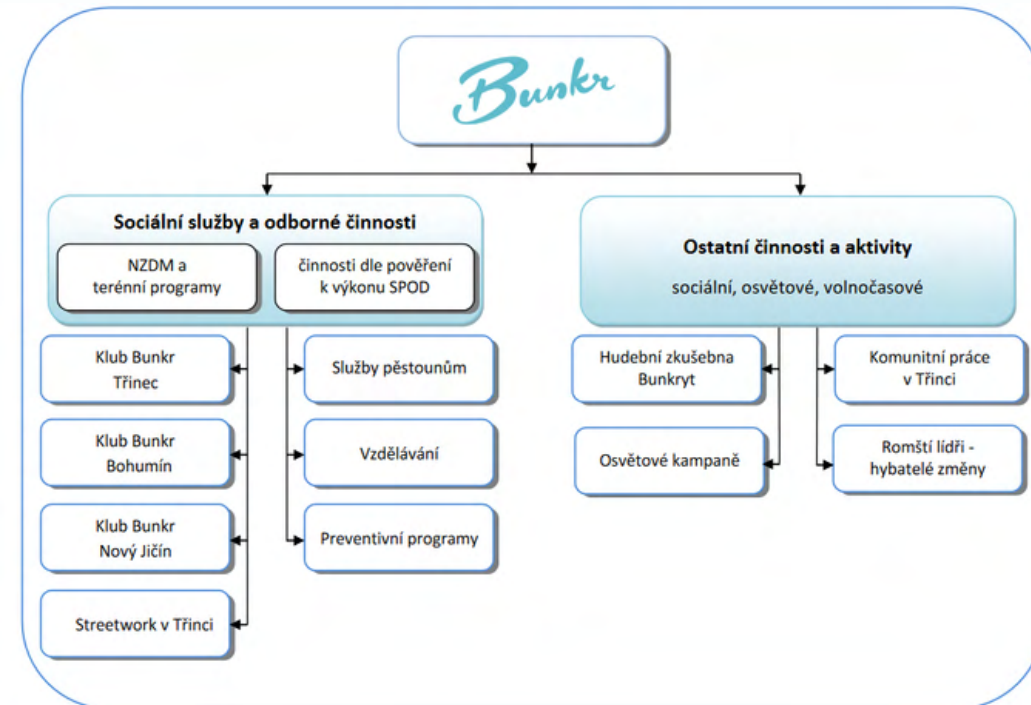 Bunkr
Sociální služby a odborné činnosti
NZDM a
terénní programy
činnosti dle pověření
k výkonu SPOD
Klub Bunkr
Třinec
Klub Bunkr
Bohumín
Klub Bunkr
Nový Jičín
Streetwork v Třinci
Služby pěstounům
Vzdělávání
Preventivní programy
Ostatní činnosti a aktivity
sociální, osvětové, volnočasové
Hudební zkušebna
Bunkryt
Osvětové kampaně
Komunitní práce
v Třinci
Romští lídři -
hybatelé změny